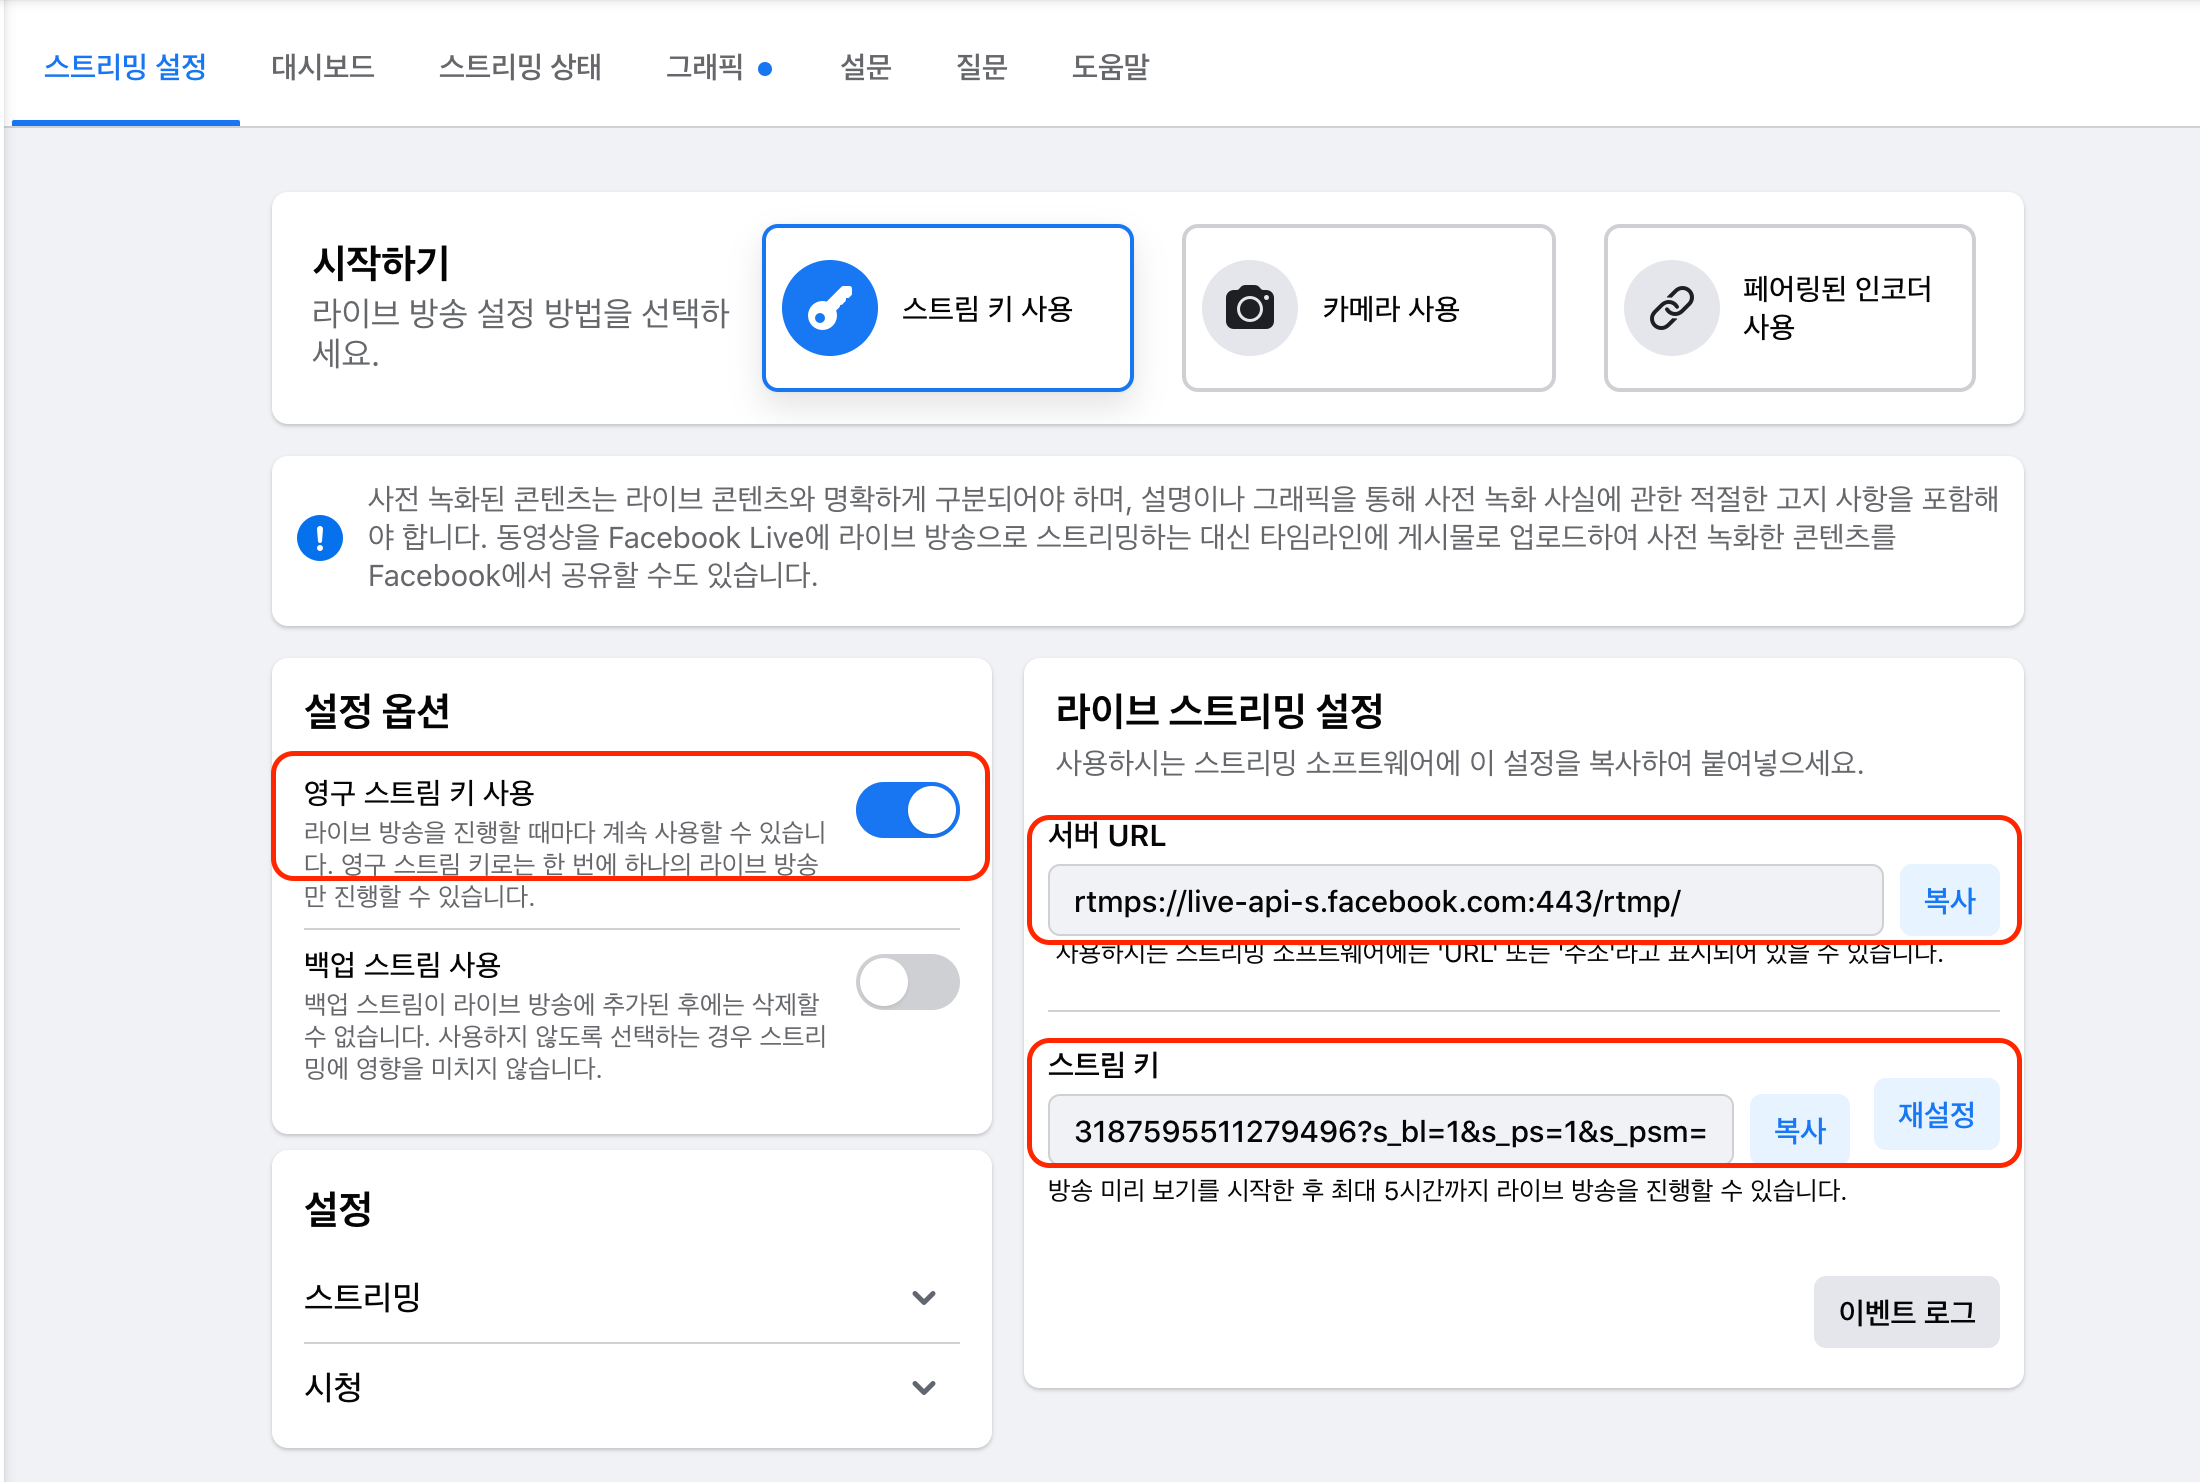 스트리밍 설정 대시보드 스트리밍 상태 그래픽 설문 질문 도움말
시작하기
라이브 방송 설정 방법을 선택하
세요.
스트림 키 사용
카메라 사용
페어링된 인코더
사용
사전 녹화된 콘텐츠는 라이브 콘텐츠와 명확하게 구분되어야 하며, 설명이나 그래픽을 통해 사전 녹화 사실에 관한 적절한 고지 사항을 포함해
야 합니다. 동영상을 Facebook Live에 라이브 방송으로 스트리밍하는 대신 타임라인에 게시물로 업로드하여 사전 녹화한 콘텐츠를
Facebook에서 공유할 수도 있습니다.
설정 옵션
영구 스트림 키 사용
라이브 방송을 진행할 때마다 계속 사용할 수 있습니
다. 영구 스트림 키로는 한 번에 하나의 라이브 방송
만 진행할 수 있습니다.
백업 스트림 사용
백업 스트림이 라이브 방송에 추가된 후에는 삭제할
수 없습니다. 사용하지 않도록 선택하는 경우 스트리
밍에 영향을 미치지 않습니다.
설정
스트리밍
시청
라이브 스트리밍 설정
사용하시는 스트리밍 소프트웨어에 이 설정을 복사하여 붙여넣으세요.
서버 URL
rtmps://live-api-s.facebook.com:443/rtmp/
복사
사용하시는 스트리밍 소프트웨어에는 'URL' 또는 '주소'라고 표시되어 있을 수 있습니다.
스트림 키
3187595511279496?s_bl=1&s_ps=1&s_psm=
복사
재설정
방송 미리 보기를 시작한 후 최대 5시간까지 라이브 방송을 진행할 수 있습니다.
이벤트 로그